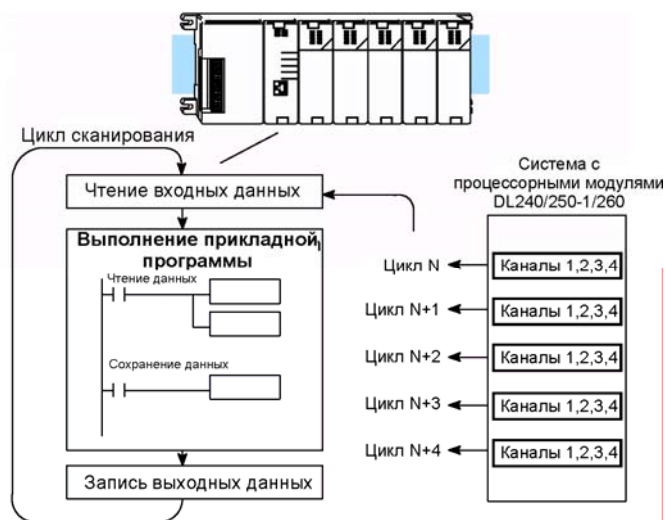 Цикл сканирования
Чтение входных данных
Выполнение прикладной
программы
Чтение данных
Сохранение данных
Запись выходных данных
Система с
процессорными модулями
DL240/250-1/260
Цикл N
Каналы 1,2,3,4
Цикл N+1
Каналы 1,2,3,4
Цикл N+2
Каналы 1,2,3,4
Цикл N+3
Каналы 1,2,3,4
Цикл N+4
Каналы 1,2,3,4